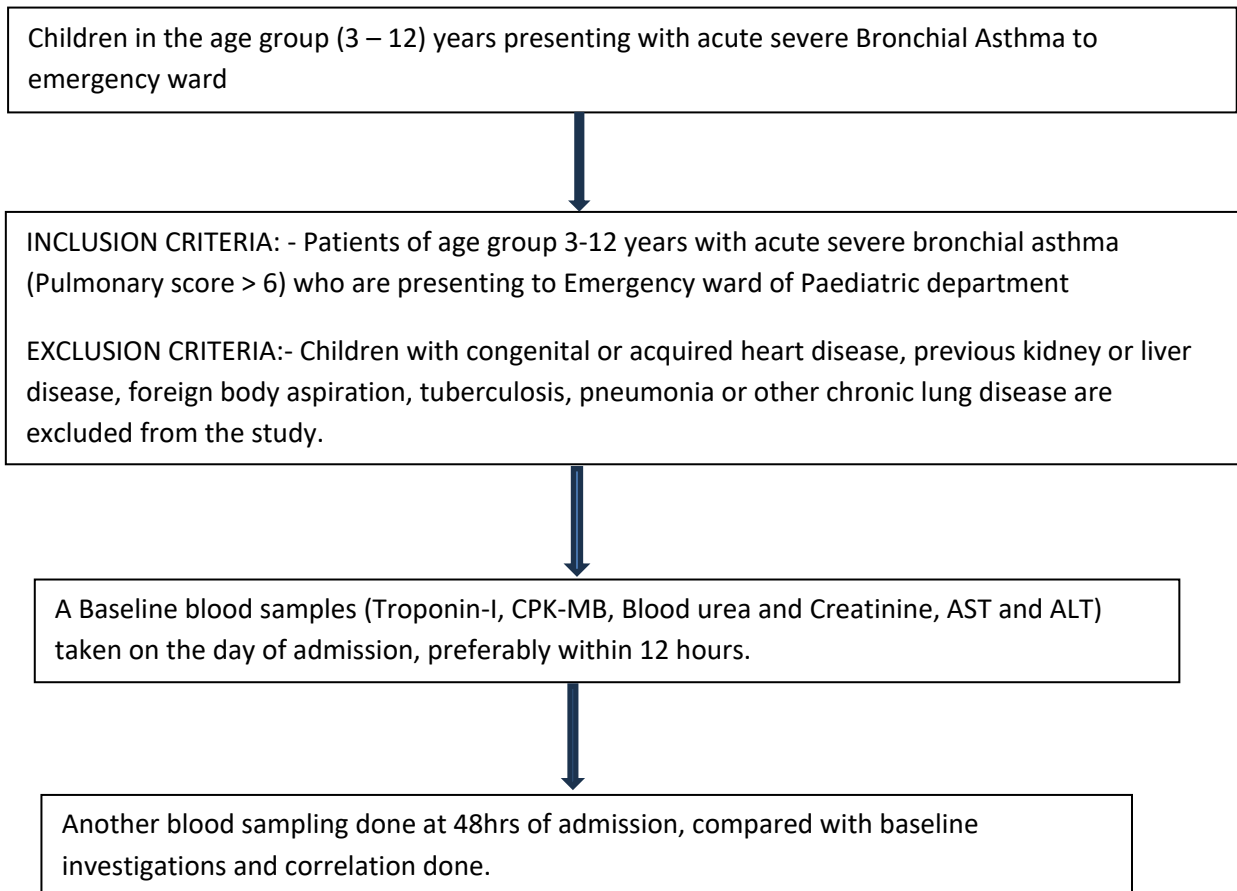 Children in the age group (3 – 12) years presenting with acute severe Bronchial Asthma to
emergency ward
INCLUSION CRITERIA: - Patients of age group 3-12 years with acute severe bronchial asthma
(Pulmonary score > 6) who are presenting to Emergency ward of Paediatric department
EXCLUSION CRITERIA:- Children with congenital or acquired heart disease, previous kidney or liver
disease, foreign body aspiration, tuberculosis, pneumonia or other chronic lung disease are
excluded from the study.
A Baseline blood samples (Troponin-I, CPK-MB, Blood urea and Creatinine, AST and ALT)
taken on the day of admission, preferably within 12 hours.
Another blood sampling done at 48hrs of admission, compared with baseline
investigations and correlation done.